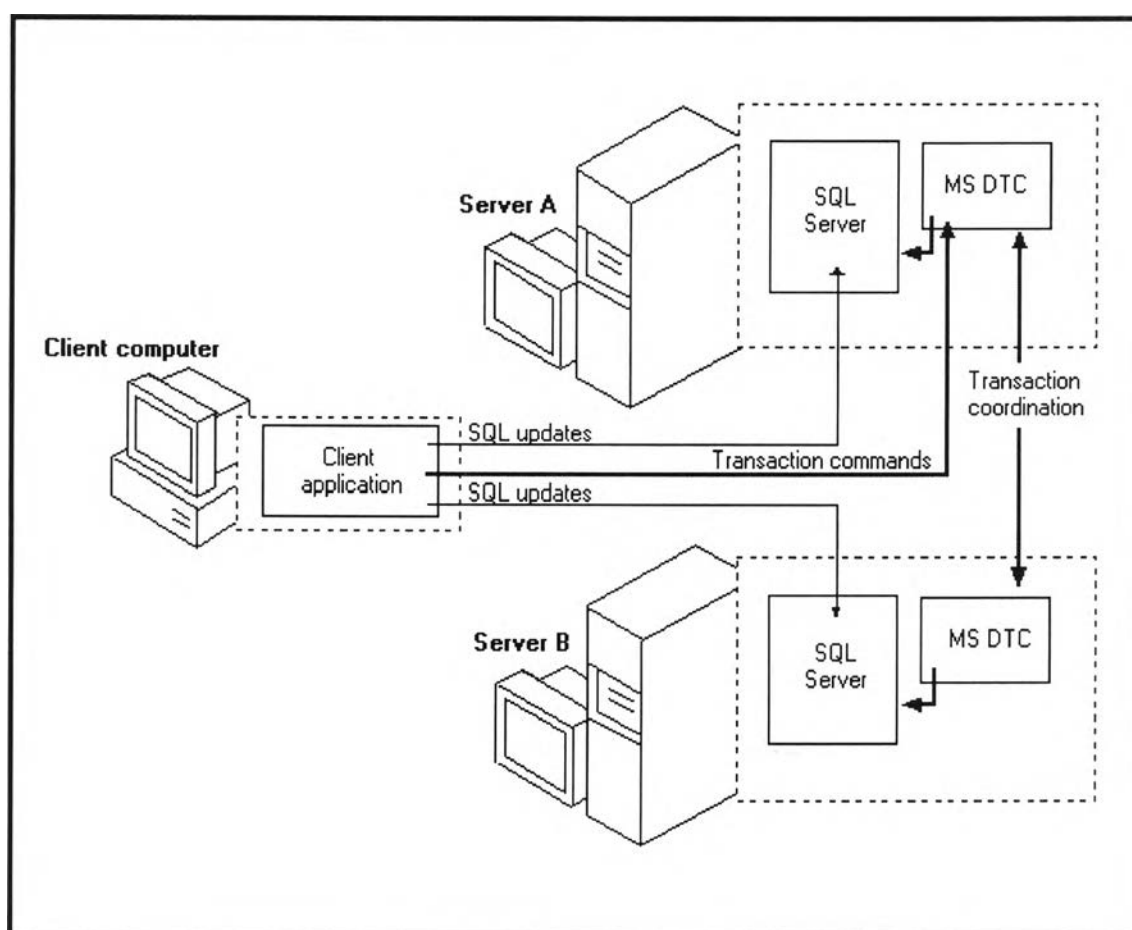 Server A
SQL
Server
MS DTC
Client computer
Client
application
SQL updates
Transaction commands
SQL updates
Transaction
coordination
Server B
SQL
Server
MS DTC